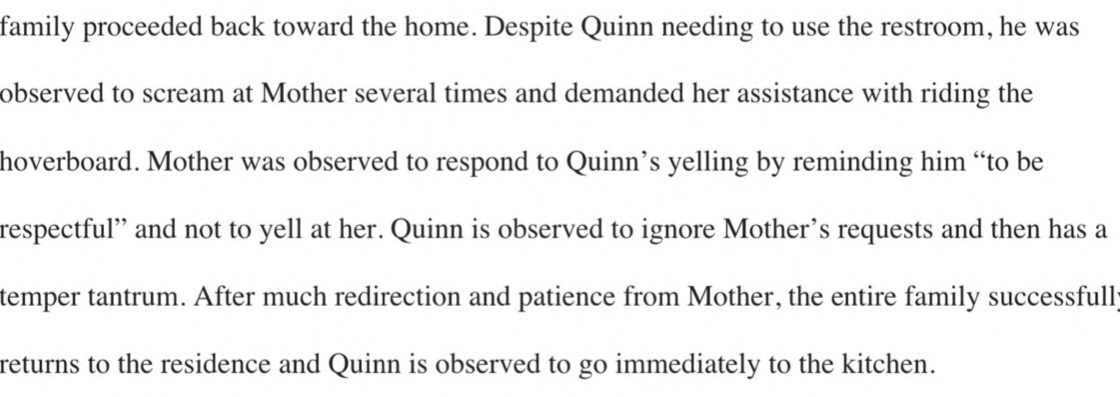 family proceeded back toward the home. Despite Quinn needing to use the restroom, he was
observed to scream at Mother several times and demanded her assistance with riding the
hoverboard. Mother was observed to respond to Quinn’s yelling by reminding him “to be
respectful” and not to yell at her. Quinn is observed to ignore Mother’s requests and then has a
temper tantrum. After much redirection and patience from Mother, the entire family successfully
returns to the residence and Quinn is observed to go immediately to the kitchen.